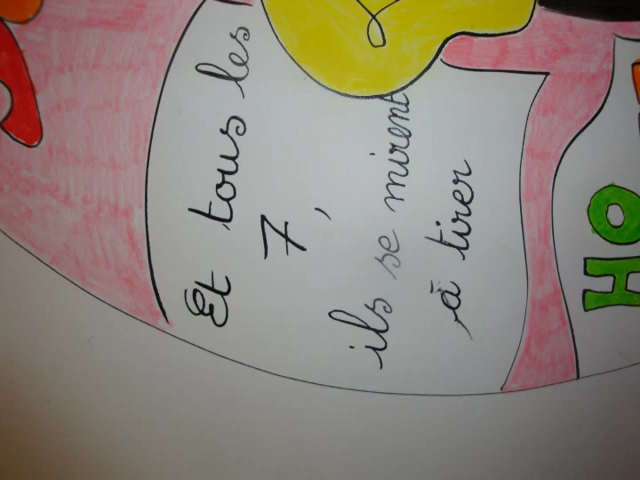 Et tous les
7,
ils se mirent
à tirer
HO